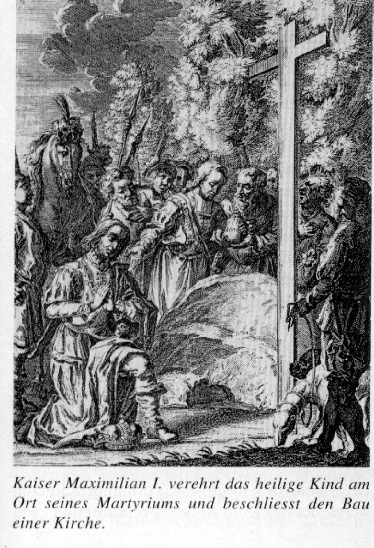 Kaiser Maximilian I. verehrt das heilige Kind am
Ort seines Martyriums und beschliesst den Bau
einer Kirche.